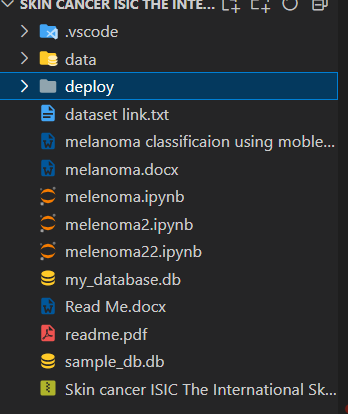 SKIN CANCER ISIC THE INTE...
.vscode
data
deploy
dataset link.txt
melanoma classificaion using moble...
melanoma.docx
melenoma.ipynb
melenoma2.ipynb
melenoma22.ipynb
my_database.db
Read Me.docx
readme.pdf
sample_db.db
Skin cancer ISIC The International Sk...